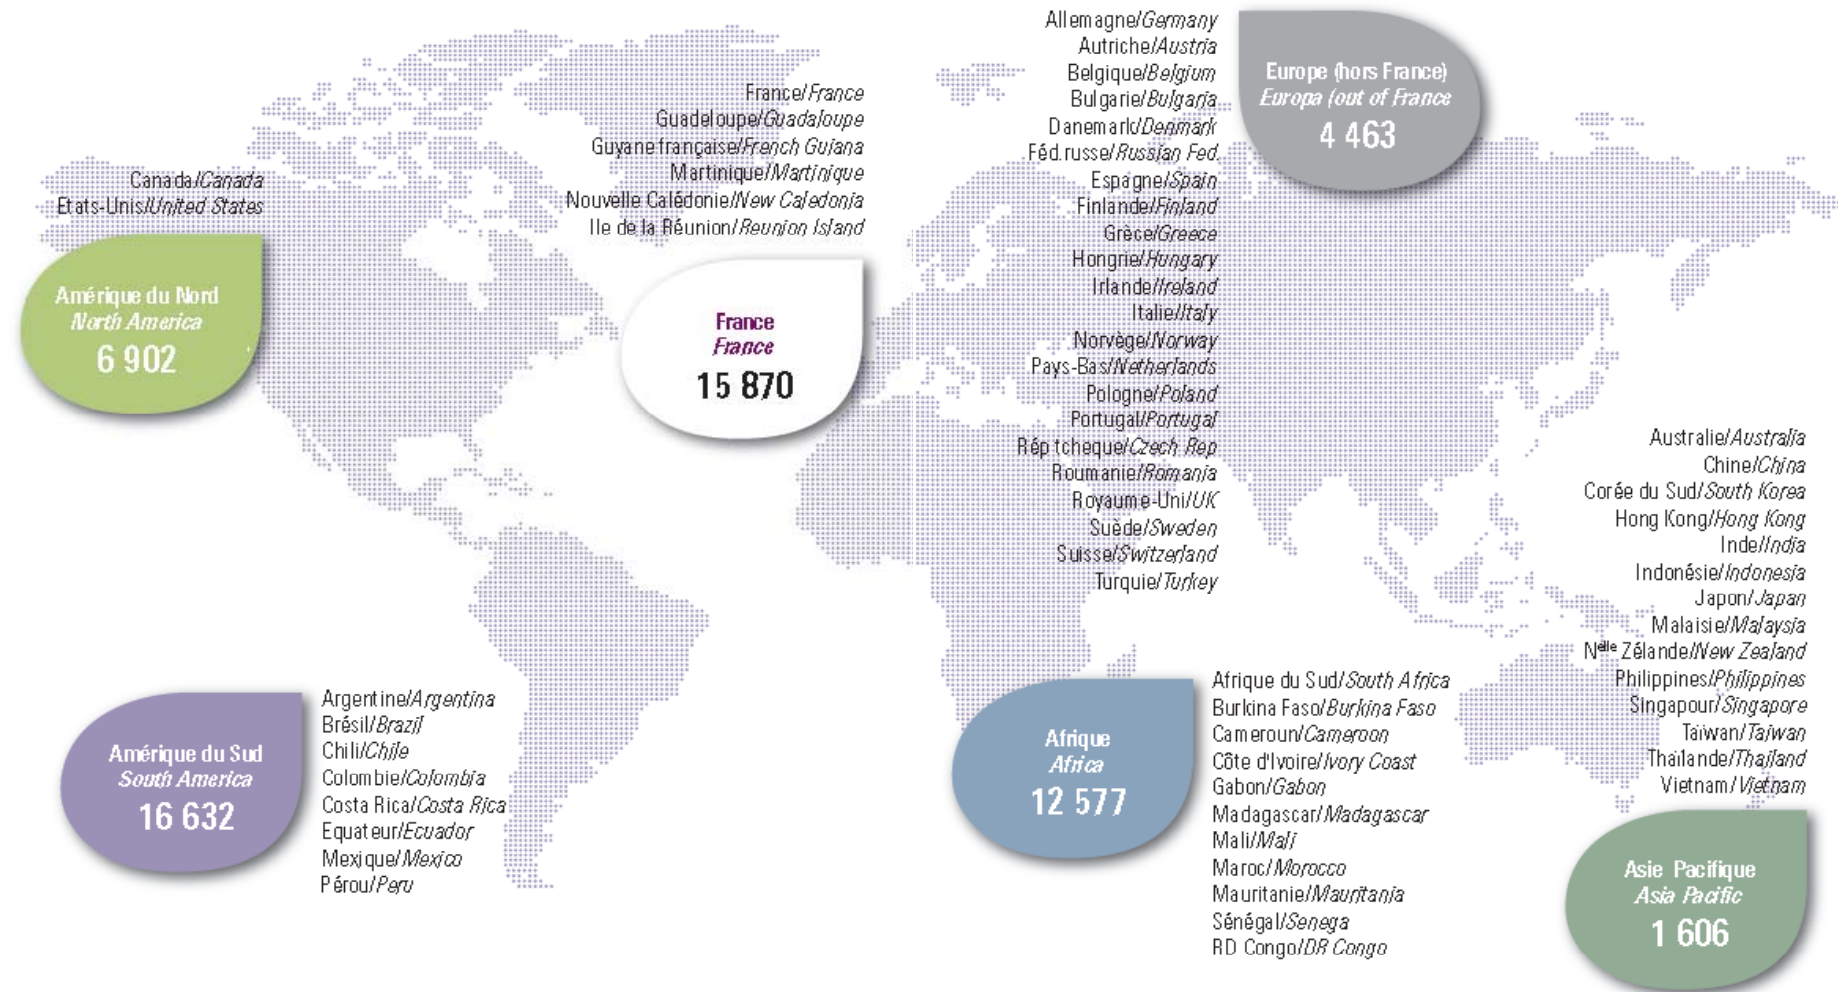 Canada/Canada
Etats-Unis/United States
Amérique du Nord
North America
6 902
France/France
Guadeloupe/Guadaloupe
Guyane française/French Guiana
Martinique/Martinique
Nouvelle Calédonie/New Caledonia
Ile de la Réunion/Reunion Island
France
France
15 870
Allemagne/Germany
Autriche/Austria
Belgique/Belgium
Bulgarie/Bulgaria
Danemark/Denmark
Féd.russe/Russian Fed.
Espagne/Spain
Finlande/Finland
Grèce/Greece
Hongrie/Hungary
Irlande/Ireland
Italie/Italy
Norvège/Norway
Pays-Bas/Netherlands
Pologne/Poland
Portugal/Portugal
Rép tcheque/Czech Rep
Roumanie/Romania
Royaume-Uni/UK
Suède/Sweden
Suisse/Switzerland
Turquie/Turkey
Europe (hors France)
Europa (out of France
4 463
Amérique du Sud
South America
16 632
Argentine/Argentina
Brésil/Brazil
Chili/Chile
Colombie/Colombia
Costa Rica/Costa Rica
Equateur/Ecuador
Mexique/Mexico
Pérou/Peru
Afrique
Africa
12 577
Afrique du Sud/South Africa
Burkina Faso/Burkina Faso
Cameroun/Cameroon
Côte d'Ivoire/Ivory Coast
Gabon/Gabon
Madagascar/Madagascar
Mali/Mali
Maroc/Morocco
Mauritanie/Mauritania
Sénégal/Senega
RD Congo/DR Congo
Australie/Australia
Chine/China
Corée du Sud/South Korea
Hong Kong/Hong Kong
Inde/India
Indonésie/Indonesia
Japon/Japan
Malaisie/Malaysia
Nelle Zélande/New Zealand
Philippines/Philippines
Singapour/Singapore
Taïwan/Taiwan
Thaïlande/Thailand
Vietnam/Vietnam
Asie Pacifique
Asia Pacific
1 606